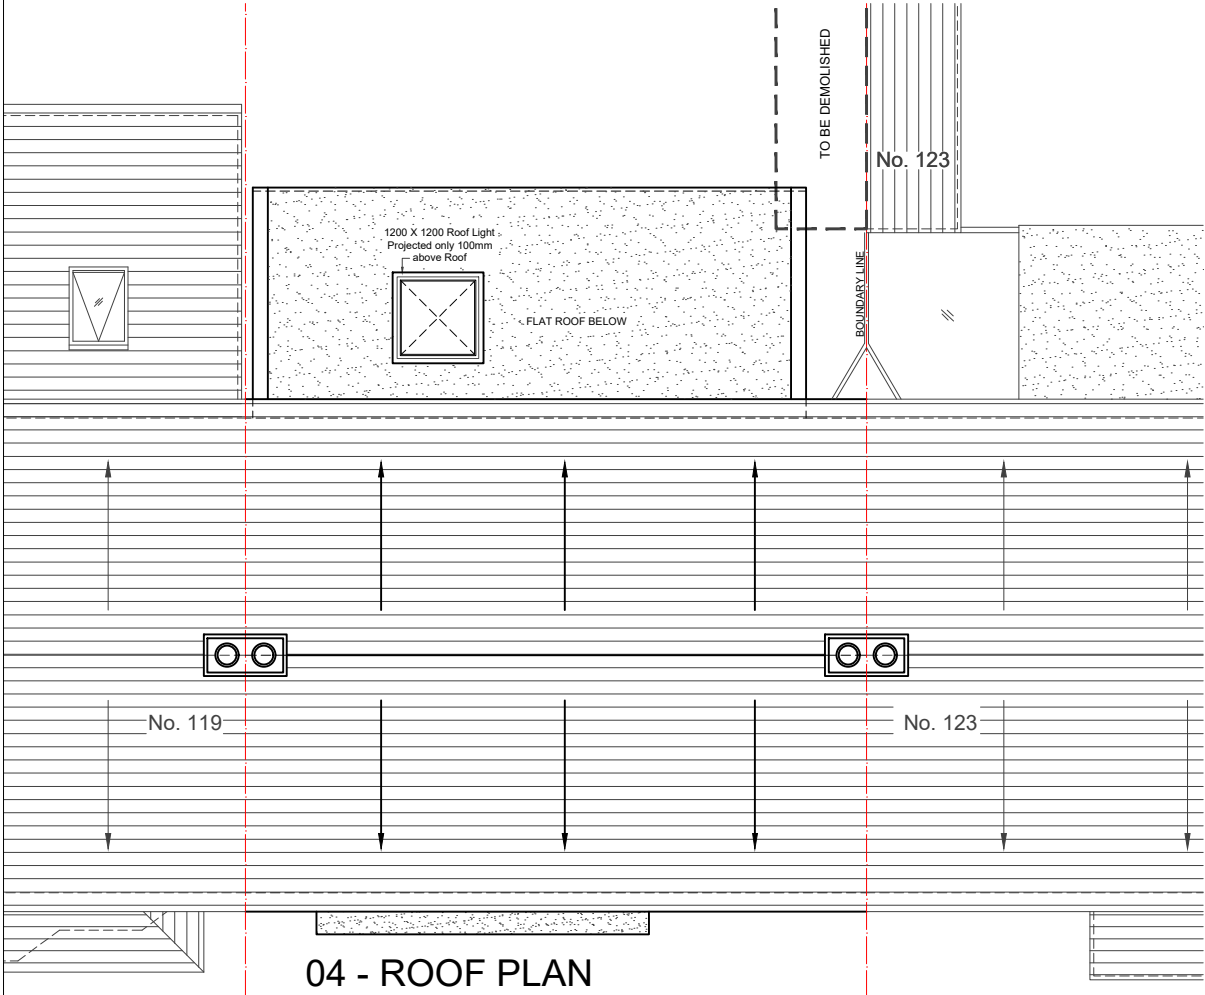 TO BE DEMOLISHED
No. 123
1200 X 1200 Roof Light
Projected only 100mm
above Roof
BOUNDARY LINE
FLAT ROOF BELOW
No. 119
No. 123
04 - ROOF PLAN